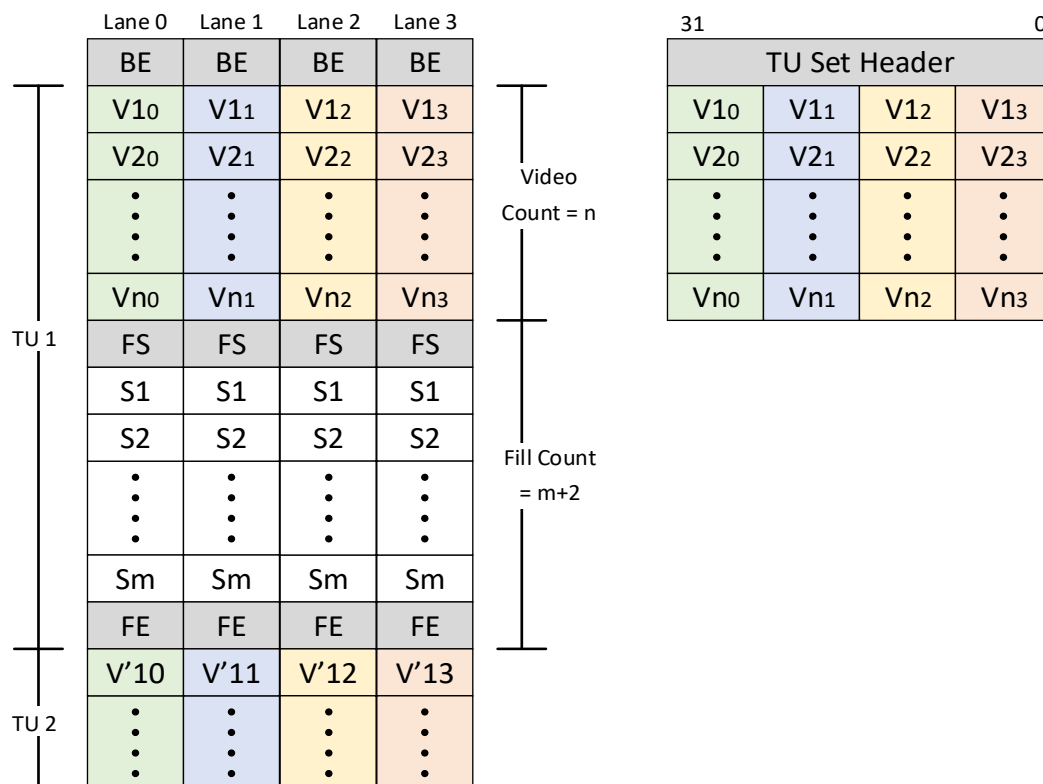 Lane 0 Lane 1 Lane 2 Lane 3
BE BE BE BE
V10 V11 V12 V13
V20 V21 V22 V23
Vn0 Vn1 Vn2 Vn3
FS FS FS FS
S1 S1 S1 S1
S2 S2 S2 S2
Sm Sm Sm Sm
FE FE FE FE
V'10 V'11 V'12 V'13
TU 1
TU 2
Video
Count = n
Fill Count
= m+2
31 0
TU Set Header
V10 V11 V12 V13
V20 V21 V22 V23
Vn0 Vn1 Vn2 Vn3